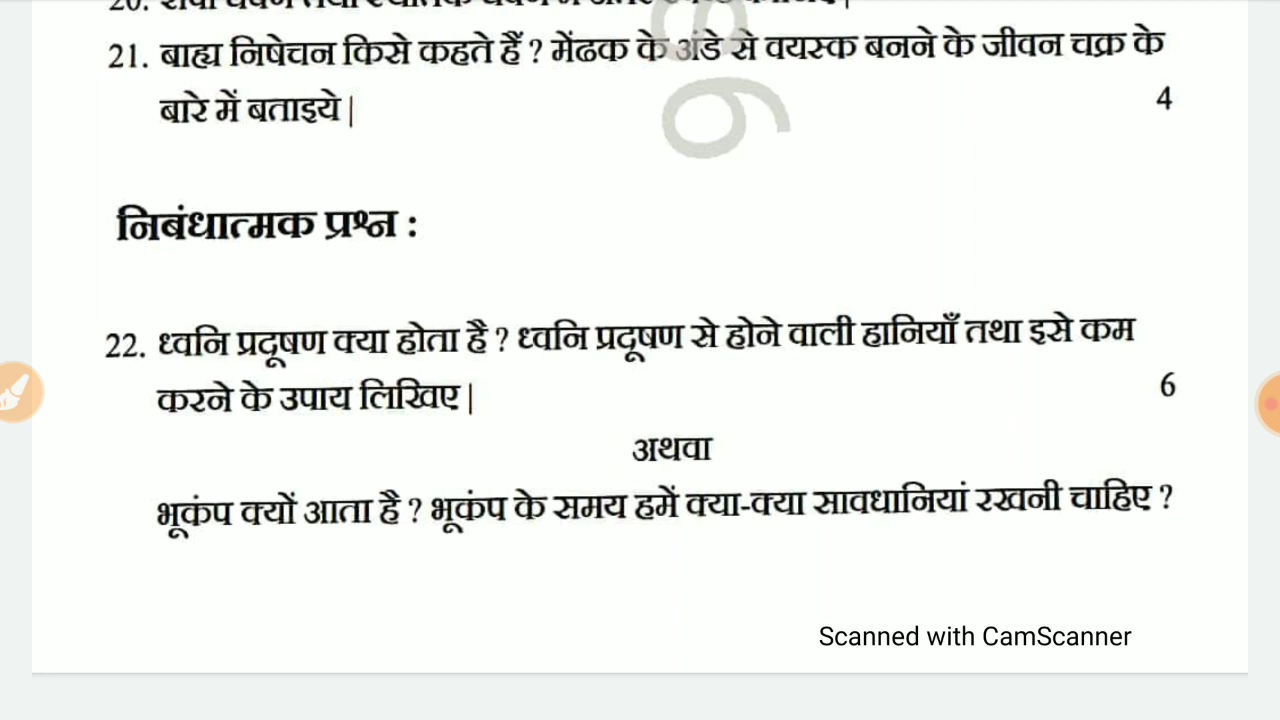 21. बाह्य निषेचन किसे कहते हैं ? मेंढक के अंडे से वयस्क बनने के जीवन चक्र के
बारे में बताइये | 4
निबंधात्मक प्रश्न :
22. ध्वनि प्रदूषण क्या होता है ? ध्वनि प्रदूषण से होने वाली हानियाँ तथा इसे कम
करने के उपाय लिखिए | 6
अथवा
भूकंप क्यों आता है ? भूकंप के समय हमें क्या-क्या सावधानियां रखनी चाहिए ?
Scanned with CamScanner